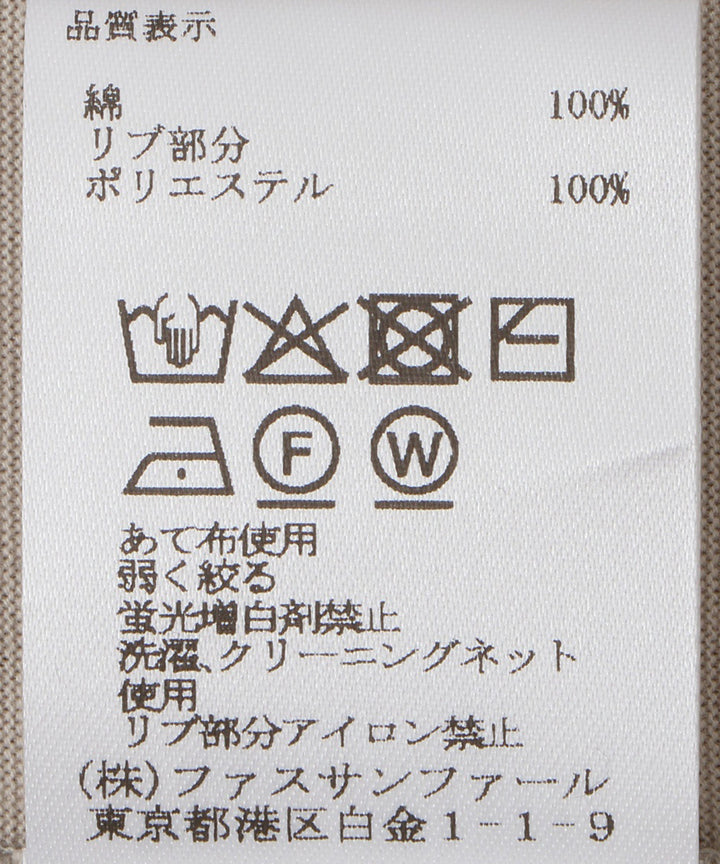 品質表示
綿 100%
リブ部分
ポリエステル 100%
F W
あて布使用
弱く絞る
蛍光増白剤禁止
洗濯、クリーニングネット
使用
リブ部分アイロン禁止
(株)ファスサンファール
東京都港区白金1-1-9